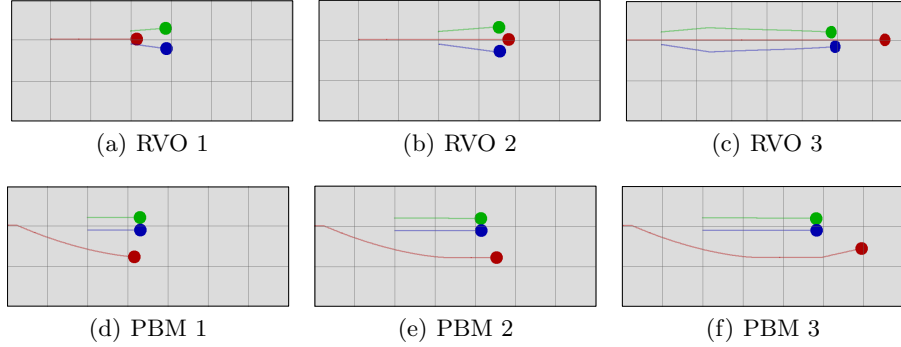 (a) RVO 1
(b) RVO 2
(c) RVO 3
(d) PBM 1
(e) PBM 2
(f) PBM 3